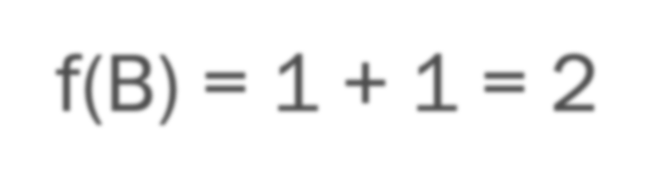 f(B) = 1 + 1 = 2